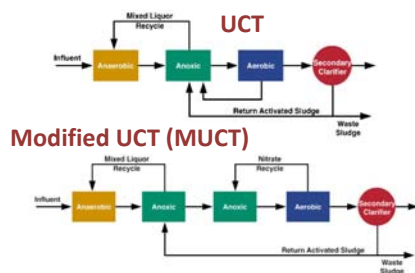 UCT
Mixed Liquor
Recycle
Influent
Anaerobic
Anoxic
Aerobic
Secondary
Clarifier
Return Activated Sludge
Waste
Sludge
Modified UCT (MUCT)
Mixed Liquor
Recycle
Nitrate
Recycle
Influent
Anaerobic
Anoxic
Anoxic
Aerobic
Secondary
Clarifier
Return Activated Sludge
Waste
Sludge